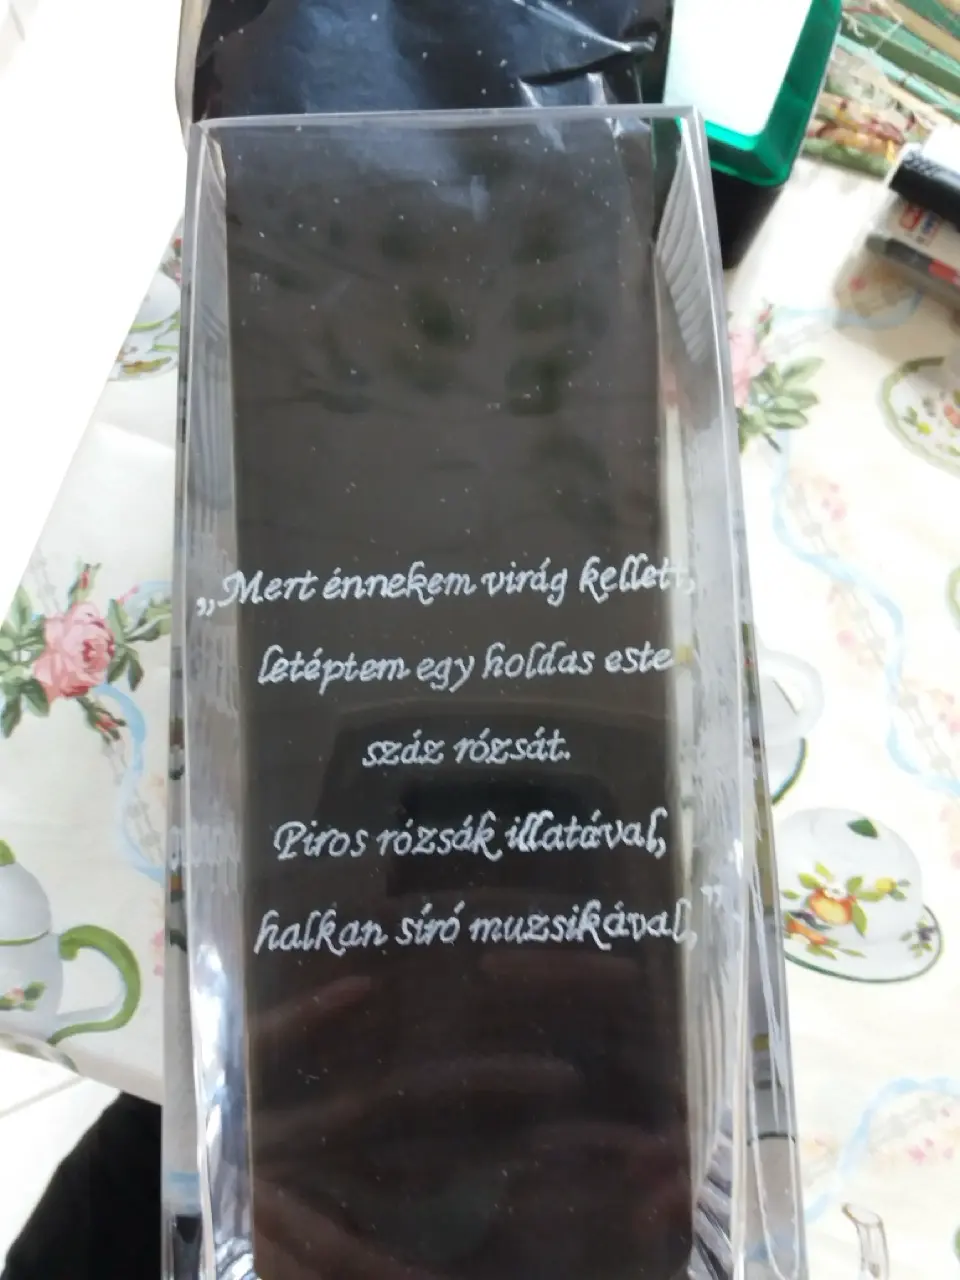 „Mert énnekem virág kellett,
letéptem egy holdas este
száz rózsát.
Piros rózsák illatával,
halkan síró muzsikával,”